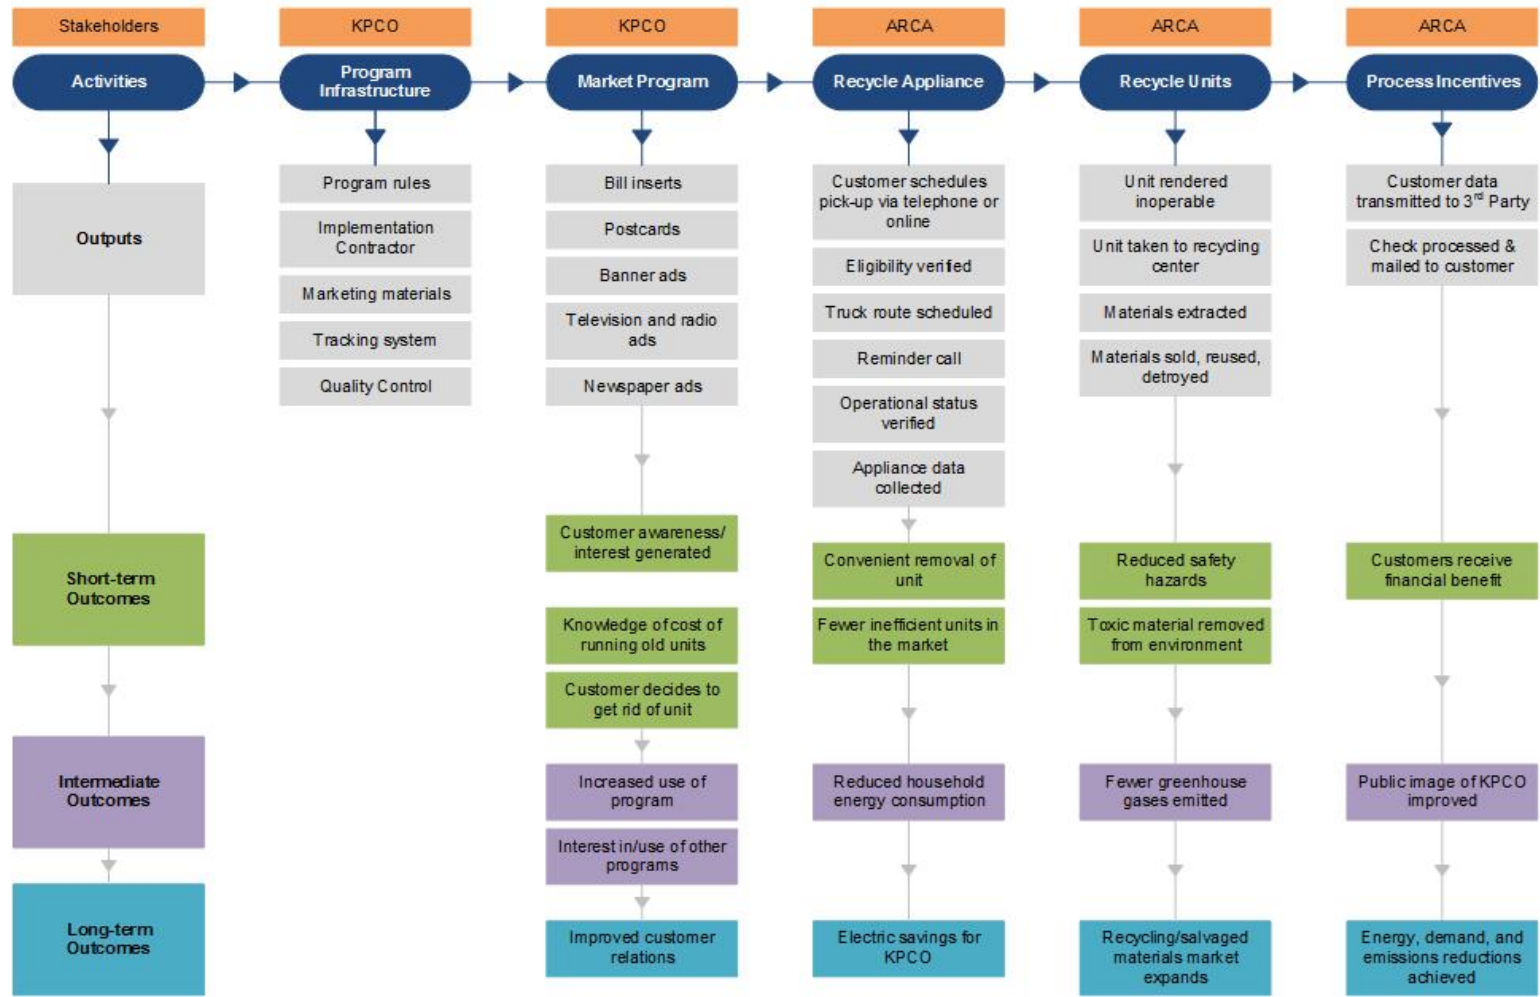 Stakeholders
KPCO
KPCO
ARCA
ARCA
ARCA
Activities
Program
Infrastructure
Market Program
Recycle Appliance
Recycle Units
Process Incentives
Outputs
Program rules
Implementation
Contractor
Marketing materials
Tracking system
Quality Control
Bill inserts
Postcards
Banner ads
Television and radio
ads
Newspaper ads
Customer schedules
pick-up via telephone or
online
Eligibility verified
Truck route scheduled
Reminder call
Operational status
verified
Appliance data
collected
Unit rendered
inoperable
Unit taken to recycling
center
Materials extracted
Materials sold, reused,
detroyed
Customer data
transmitted to 3rd Party
Check processed &
mailed to customer
Short-term
Outcomes
Customer awareness/
interest generated
Knowledge of cost of
running old units
Customer decides to
get rid of unit
Convenient removal of
unit
Fewer inefficient units in
the market
Reduced safety
hazards
Toxic material removed
from environment
Customers receive
financial benefit
Intermediate
Outcomes
Increased use of
program
Interest in/use of other
programs
Reduced household
energy consumption
Fewer greenhouse
gases emitted
Public image of KPCO
improved
Long-term
Outcomes
Improved customer
relations
Electric savings for
KPCO
Recycling/salvaged
materials market
expands
Energy, demand, and
emissions reductions
achieved